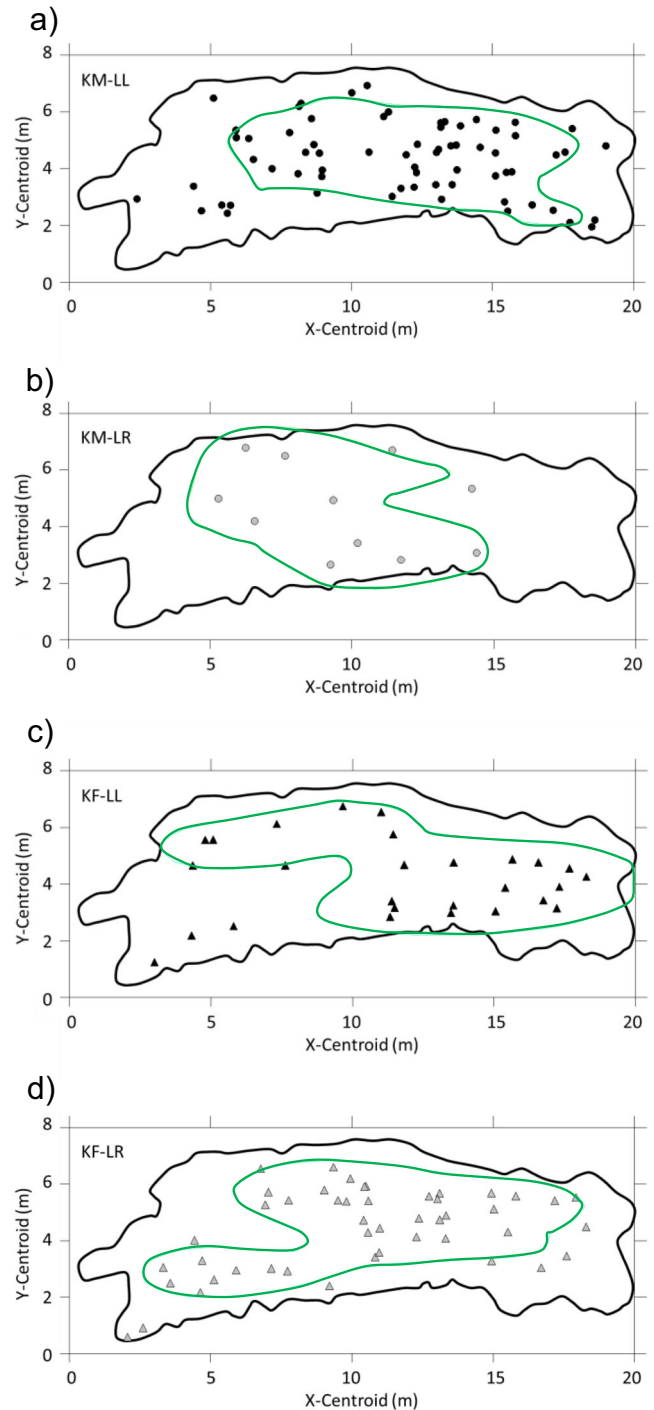 a)
8
KM-LL
6
4
2
0
Y-Centroid (m)
0 5 10 15 20
X-Centroid (m)
b)
8
KM-LR
6
4
2
0
Y-Centroid (m)
0 5 10 15 20
X-Centroid (m)
c)
8
KF-LL
6
4
2
0
Y-Centroid (m)
0 5 10 15 20
X-Centroid (m)
d)
8
KF-LR
6
4
2
0
Y-Centroid (m)
0 5 10 15 20
X-Centroid (m)